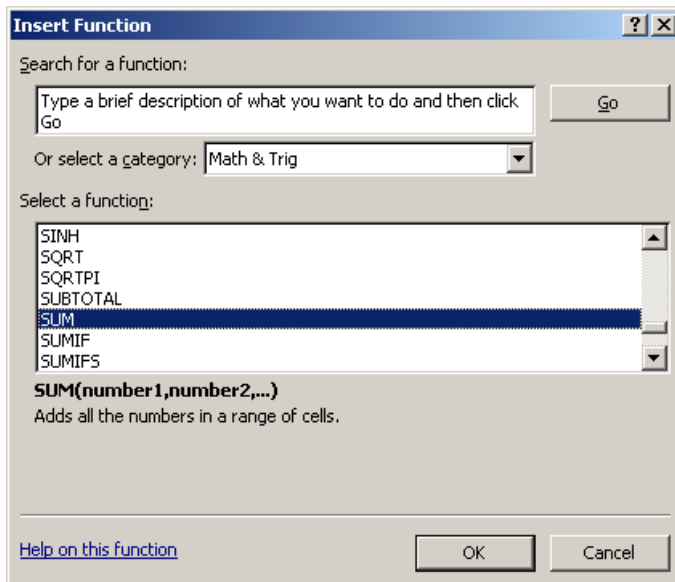 Insert Function
Search for a function:
Type a brief description of what you want to do and then click
Go
Go
Or select a category: Math & Trig
Select a function:
SINH
SQRT
SQRTPI
SUBTOTAL
SUM
SUMIF
SUMIFS
SUM(number1,number2,...)
Adds all the numbers in a range of cells.
Help on this function
OK
Cancel